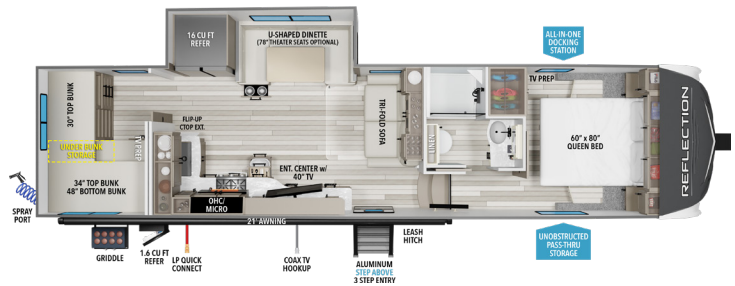 16 CU FT
REFER
U-SHAPED DINETTE
(78" THEATER SEATS OPTIONAL)
ALL-IN-ONE
DOCKING
STATION
TV PREP
30" TOP BUNK
UNDER BUNK
STORAGE
TV PREP
FLIP-UP
CTOP EXT.
TRI-FOLD SOFA
LINEN
60" x 80"
QUEEN BED
REFLECTION
34" TOP BUNK
48" BOTTOM BUNK
ENT. CENTER w/
40" TV
OHC/
MICRO
SPRAY
PORT
21' AWNING
GRIDDLE
1.6 CU FT
REFER
LP QUICK
CONNECT
COAX TV
HOOKUP
ALUMINUM
STEP ABOVE
3 STEP ENTRY
LEASH
HITCH
UNOBSTRUCTED
PASS-THRU
STORAGE